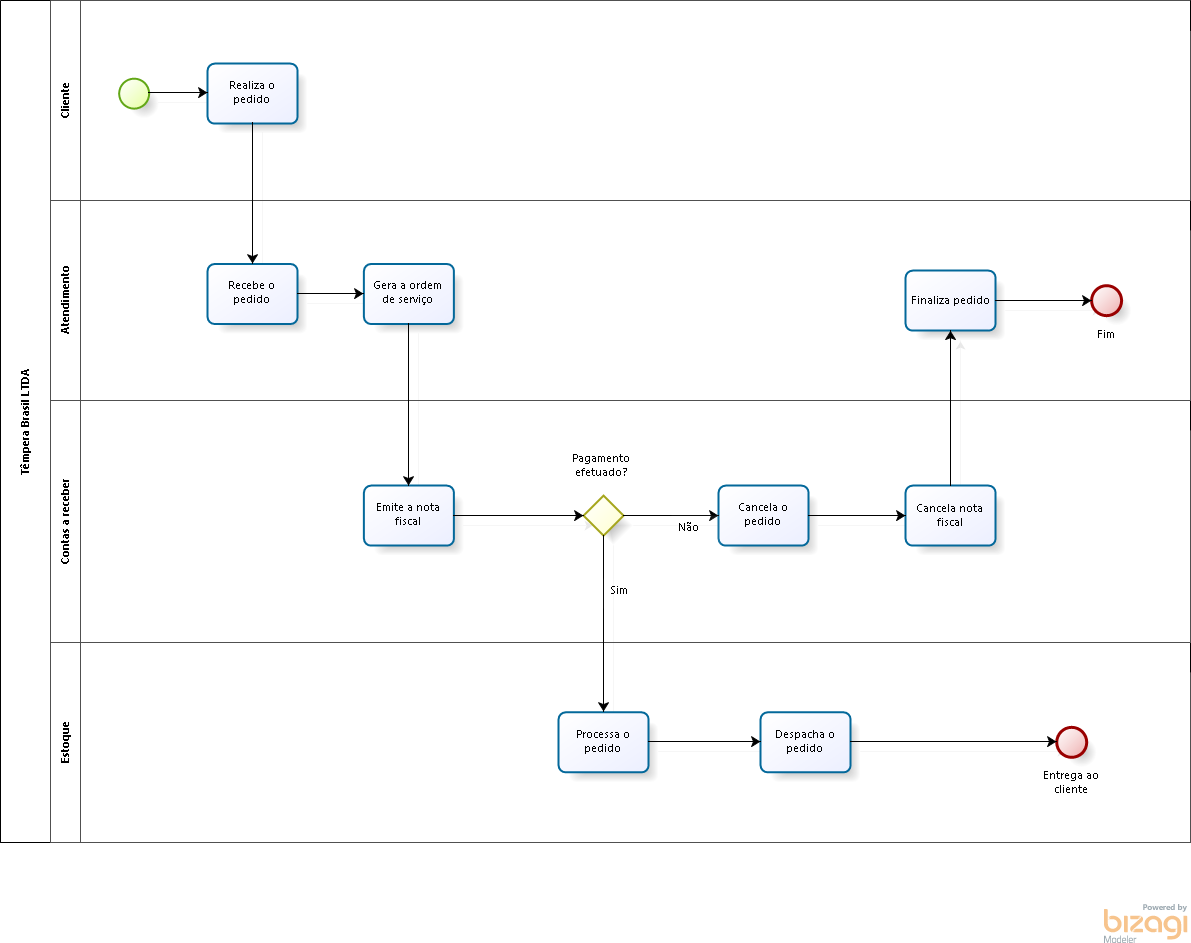 Têmpera Brasil LTDA
Cliente
Realiza o
pedido
Atendimento
Recebe o
pedido
Gera a ordem
de serviço
Finaliza pedido
Fim
Contas a receber
Emite a nota
fiscal
Pagamento
efetuado?
Não
Sim
Cancela o
pedido
Cancela nota
fiscal
Estoque
Processa o
pedido
Despacha o
pedido
Entrega ao
cliente
Powered by
bizagi
Modeler